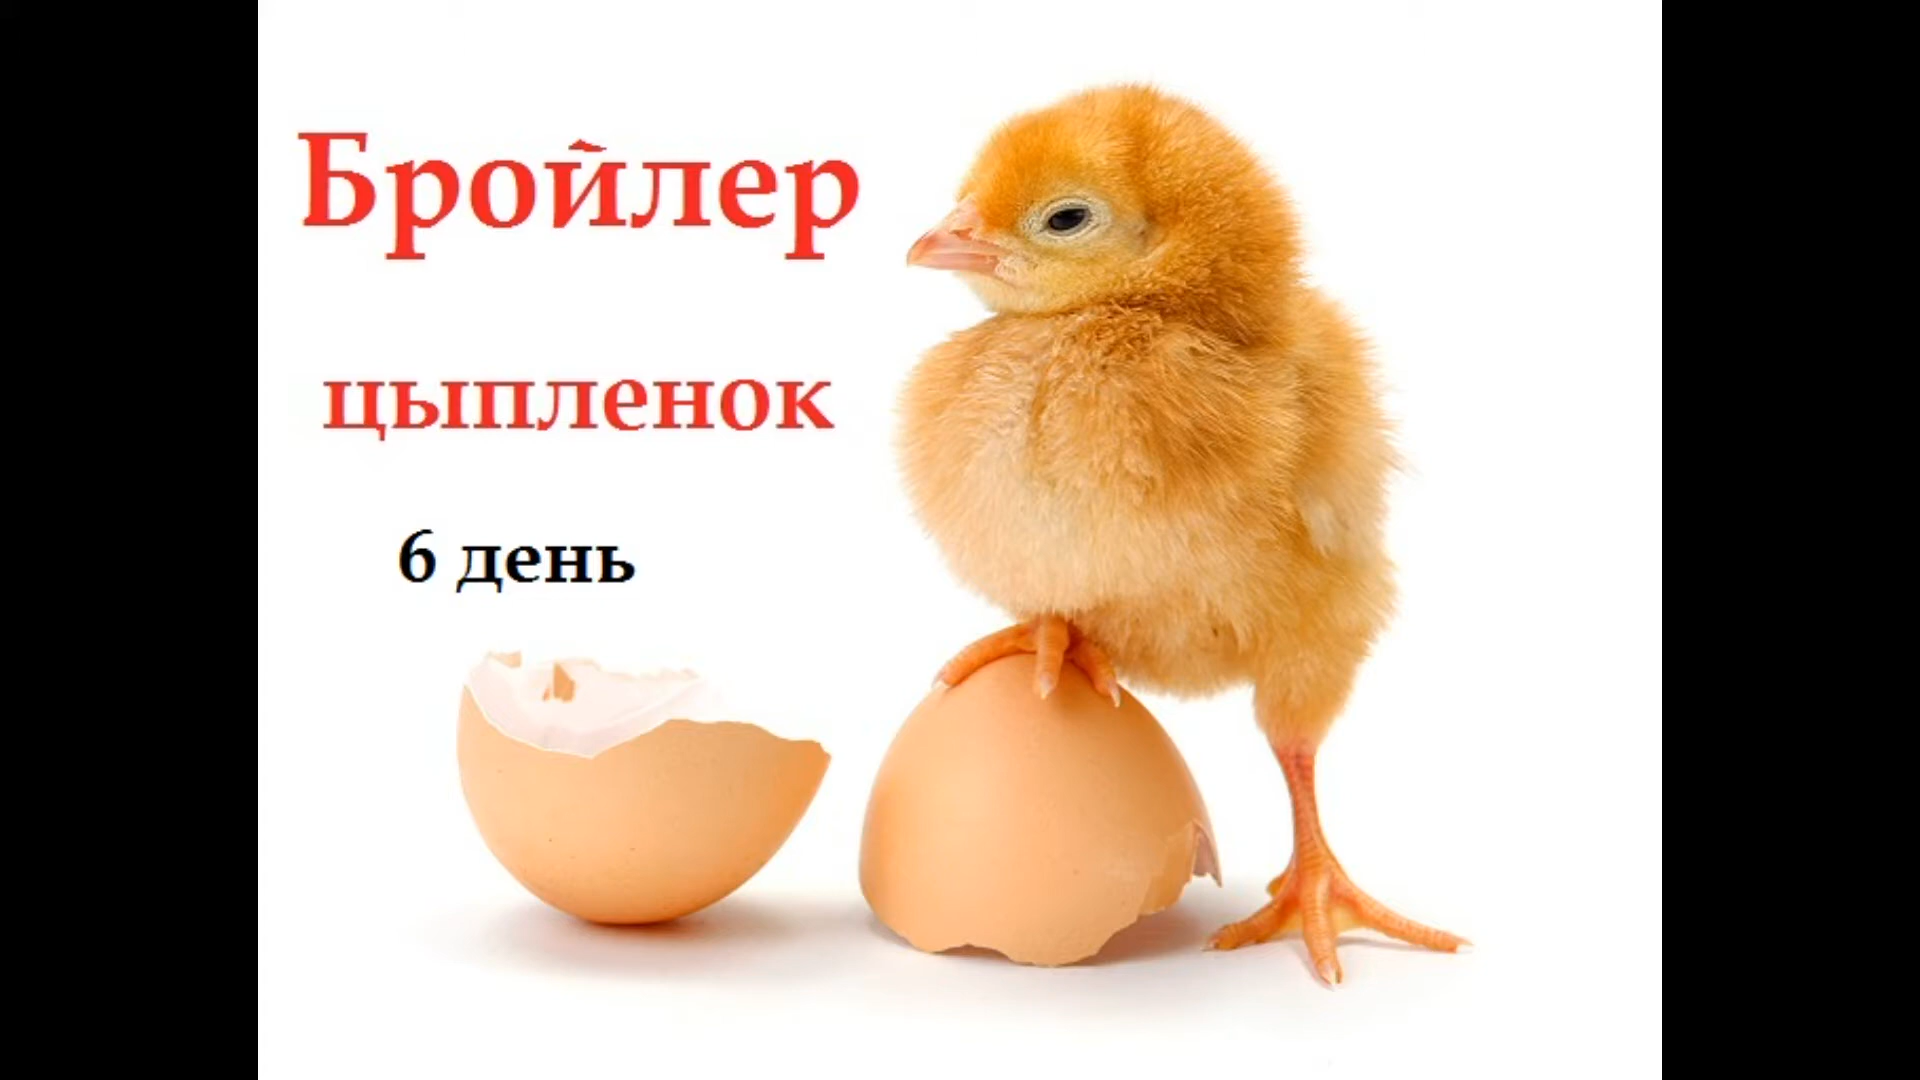 Бройлер
цыпленок
6 день